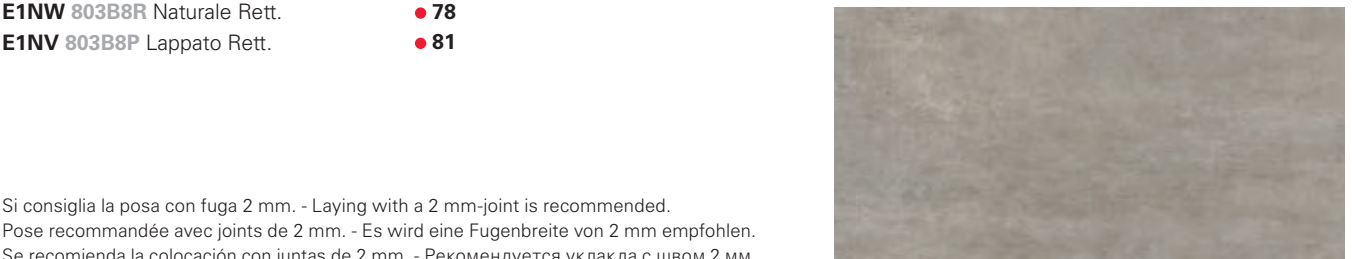 E1NW 803B8R Naturale Rett. ● 78
E1NV 803B8P Lappato Rett. ● 81
Si consiglia la posa con fuga 2 mm. - Laying with a 2 mm-joint is recommended.
Pose recommandée avec joints de 2 mm. - Es wird eine Fugenbreite von 2 mm empfohlen.
Se recomienda la colocación con juntas de 2 mm. - Рекомендуется укладка с швом 2 мм